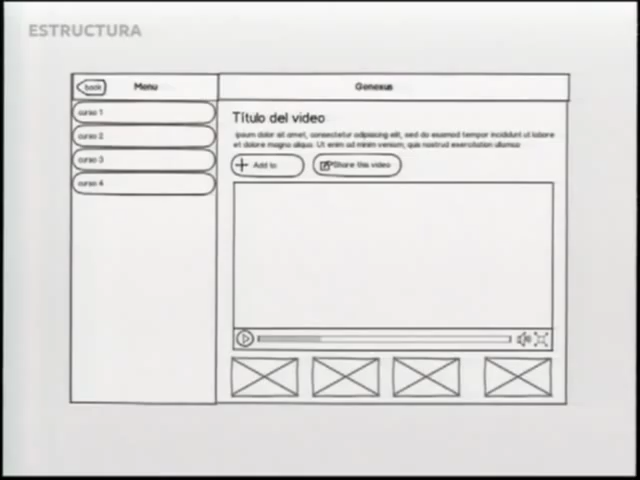 ESTRUCTURA
back
Menu
Genexus
curso 1
curso 2
curso 3
curso 4
Título del video
ipsum dolor sit amet, consectetur adipisicing elit, sed do eiusmod tempor incididunt ut labore
et dolore magna aliqua. Ut enim ad minim veniam, quis nostrud exercitation ullamco
Add to
Share this video